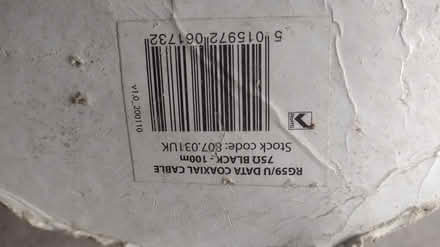 RG59/U DATA COAXIAL CABLE
75Ω BLACK - 100m
Stock code: 807.031UK
5 015972 061732
v1.0_200110